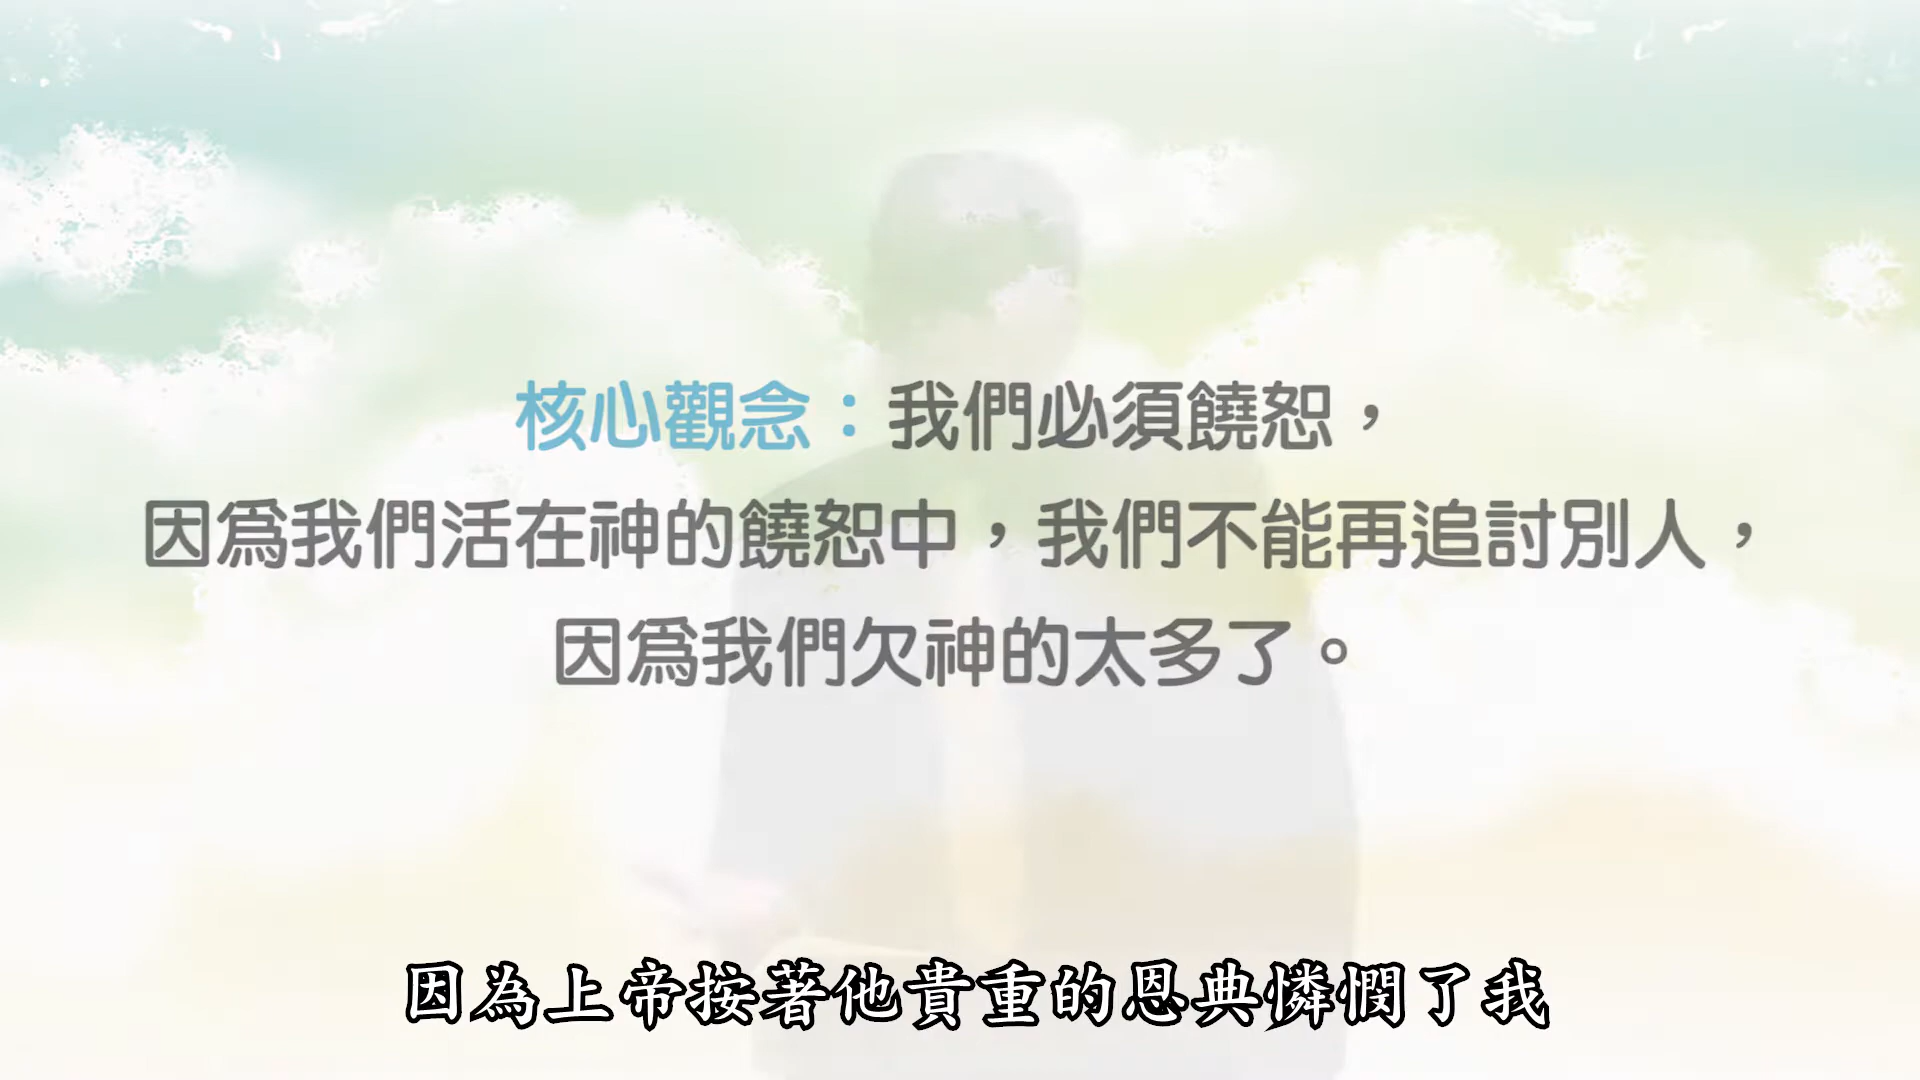 核心觀念：我們必須饒恕，
因爲我們活在神的饒恕中，我們不能再追討別人，
因爲我們欠神的太多了。
因為上帝按著他貴重的恩典憐憫了我